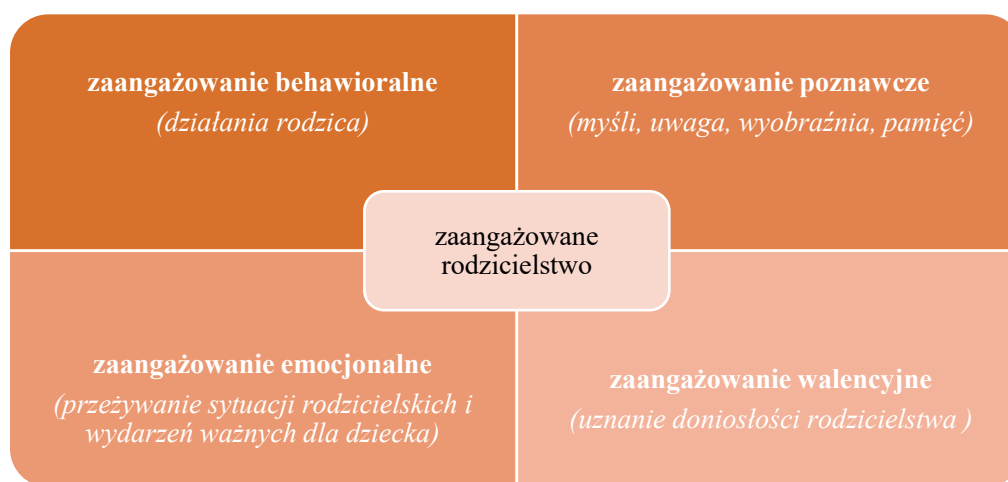 zaangażowanie behawioralne
(działania rodzica)
zaangażowanie poznawcze
(myśli, uwaga, wyobraźnia, pamięć)
zaangażowane
rodzicielstwo
zaangażowanie emocjonalne
(przeżywanie sytuacji rodzicielskich i
wydarzeń ważnych dla dziecka)
zaangażowanie walencyjne
(uznanie doniosłości rodzicielstwa )